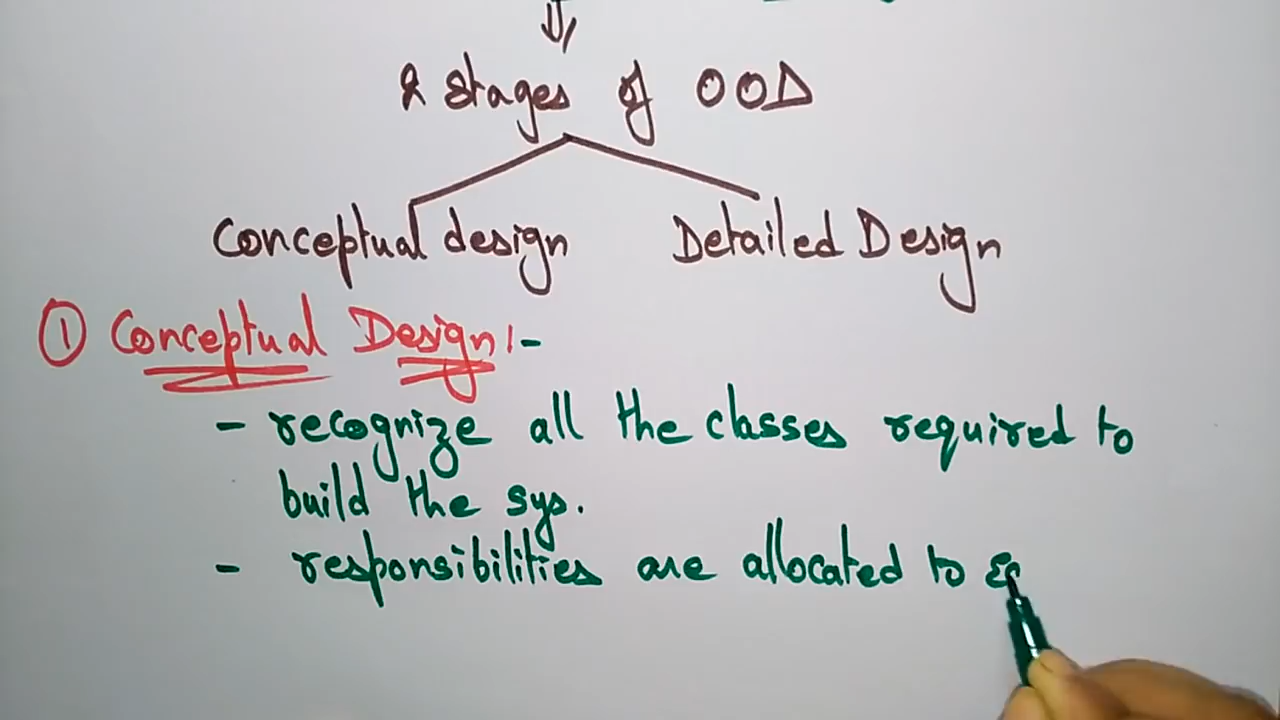 2 stages of OOD
Conceptual design Detailed Design
① Conceptual Design:-
- recognize all the classes required to
build the sys.
- responsibilities are allocated to